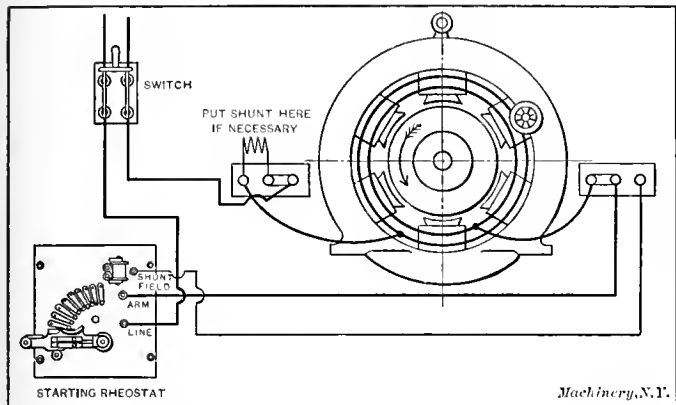 SWITCH
PUT SHUNT HERE
IF NECESSARY
SHUNT
FIELD
ARM
LINE
STARTING RHEOSTAT
Machinery, N.Y.